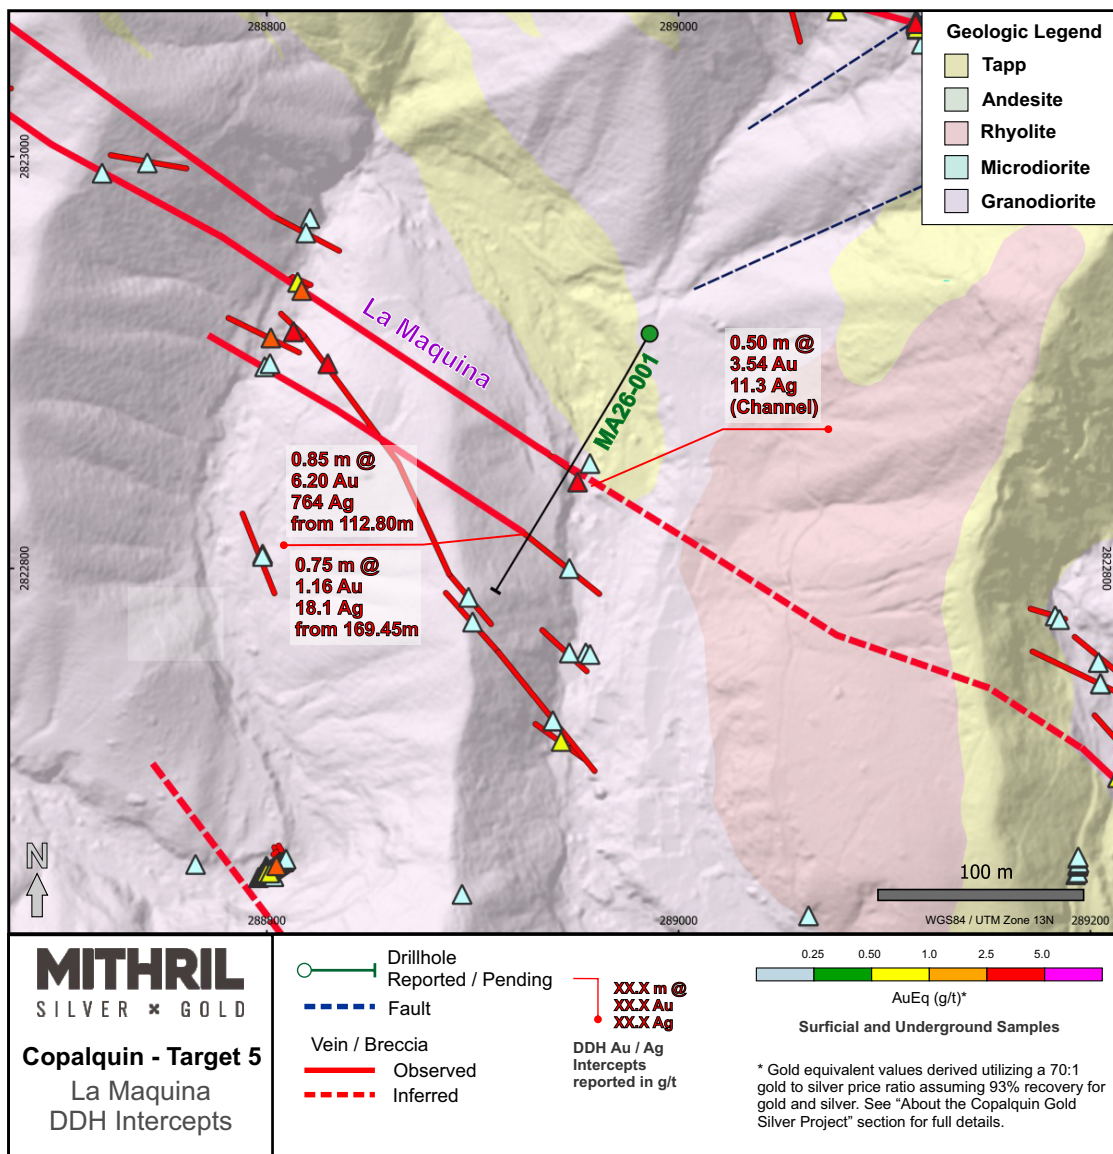 288800
289000
Geologic Legend
Tapp
Andesite
Rhyolite
Microdiorite
Granodiorite
2823000
La Maquina
MA26-001
0.50 m @
3.54 Au
11.3 Ag
(Channel)
0.85 m @
6.20 Au
764 Ag
from 112.80m
0.75 m @
1.16 Au
18.1 Ag
from 169.45m
2822800
2822800
N
100 m
WGS84 / UTM Zone 13N
288800
289000
289200
MITHRIL
SILVER × GOLD
Copalquin - Target 5
La Maquina
DDH Intercepts
Drillhole
Reported / Pending
Fault
Vein / Breccia
Observed
Inferred
XX.X m @
XX.X Au
XX.X Ag
DDH Au / Ag
Intercepts
reported in g/t
0.25 0.50 1.0 2.5 5.0
AuEq (g/t)*
Surficial and Underground Samples
* Gold equivalent values derived utilizing a 70:1
gold to silver price ratio assuming 93% recovery for
gold and silver. See “About the Copalquin Gold
Silver Project” section for full details.